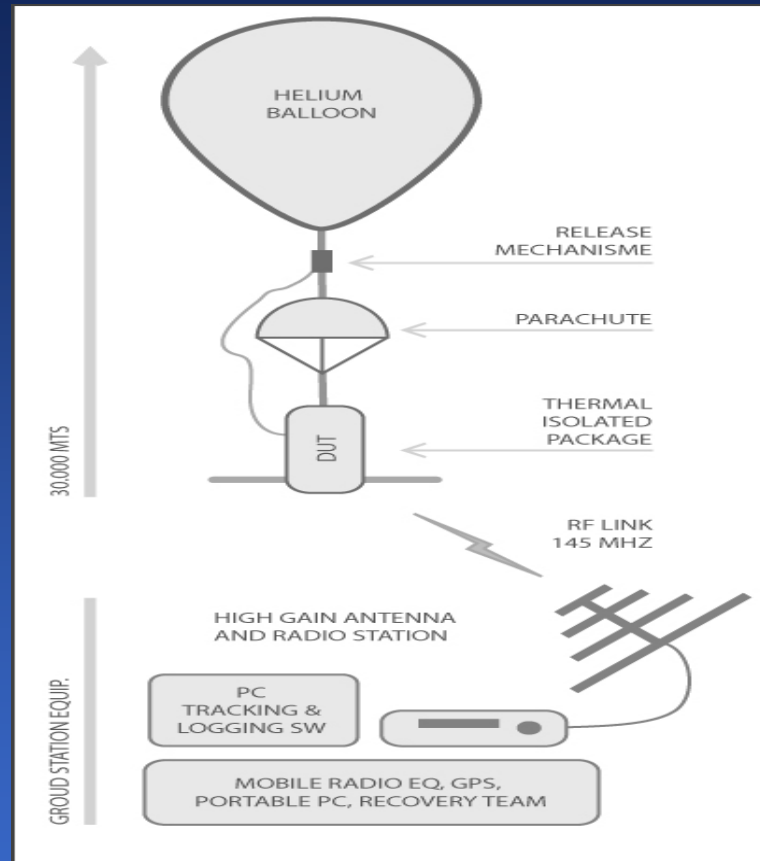 HELIUM
BALLOON
RELEASE
MECHANISME
PARACHUTE
THERMAL
ISOLATED
PACKAGE
DUT
30.000 MTS
RF LINK
145 MHZ
HIGH GAIN ANTENNA
AND RADIO STATION
PC
TRACKING &
LOGGING SW
MOBILE RADIO EQ, GPS,
PORTABLE PC, RECOVERY TEAM
GROUD STATION EQUIP.